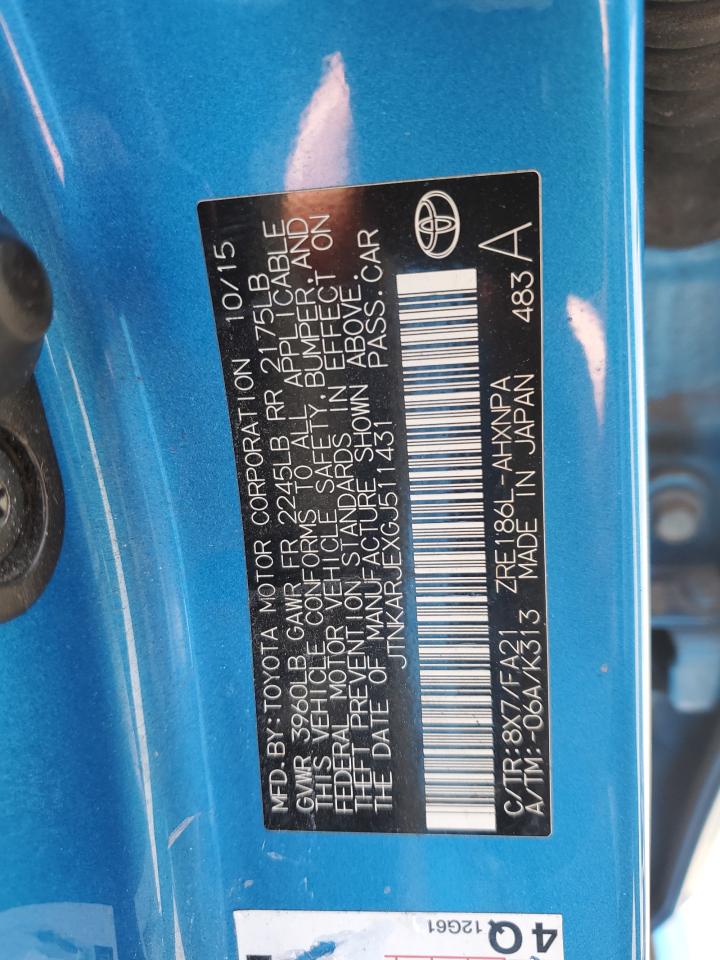 MFD. BY: TOYOTA MOTOR CORPORATION 10/15
GVWR 3960LB GAWR FR 2245LB RR 2175LB
THIS VEHICLE CONFORMS TO ALL APPLICABLE
FEDERAL MOTOR VEHICLE SAFETY, BUMPER, AND
THEFT PREVENTION STANDARDS IN EFFECT ON
THE DATE OF MANUFACTURE SHOWN ABOVE.
JTNKARJEXGJ511431 PASS. CAR
C/TR: 8X7/FA21 ZRE186L-AHXNPA 483 A
A/TM: -06A/K313 MADE IN JAPAN
4Q
12G61